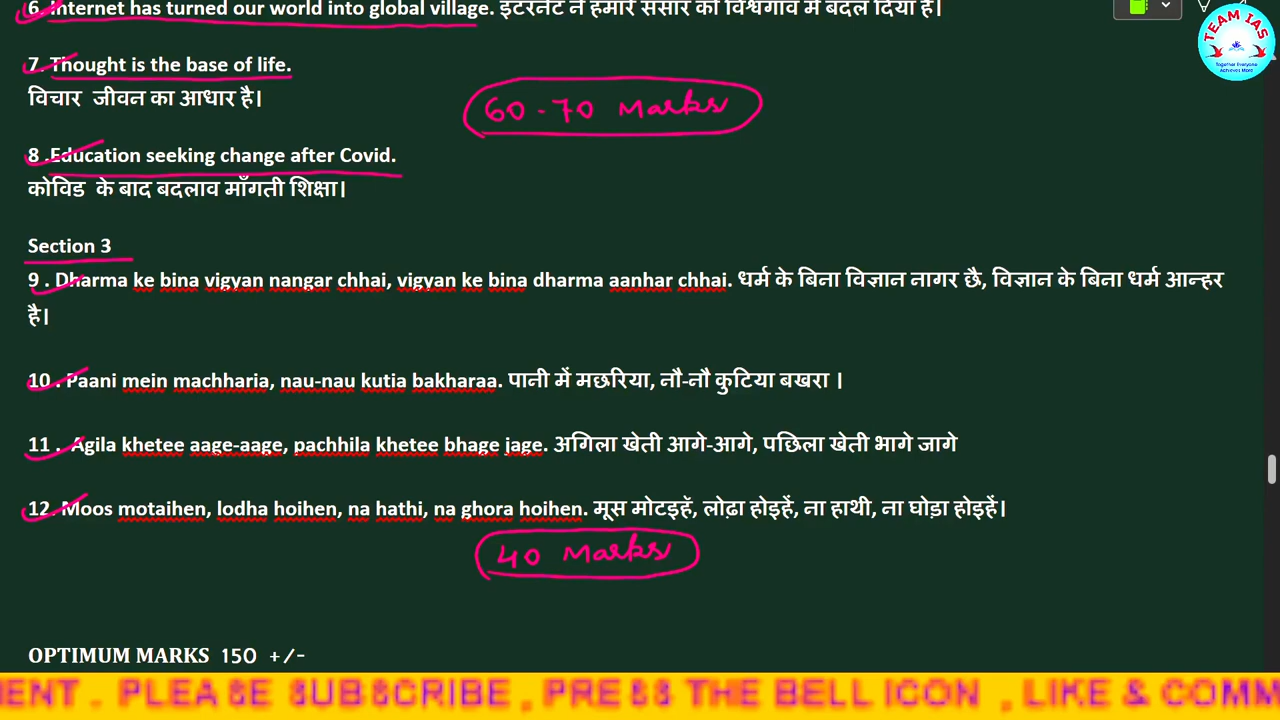 6. Internet has turned our world into global village. इंटरनेट ने हमारे संसार को विश्वगाँव में बदल दिया है।
TEAM IAS
Together Everyone
Achieves More
7. Thought is the base of life.
विचार जीवन का आधार है।
60-70 Marks
8 .Education seeking change after Covid.
कोविड के बाद बदलाव माँगती शिक्षा।
Section 3
9 . Dharma ke bina vigyan nangar chhai, vigyan ke bina dharma aanhar chhai. धर्म के बिना विज्ञान नागर छै, विज्ञान के बिना धर्म आन्हर
है।
10 . Paani mein machharia, nau-nau kutia bakharaa. पानी में मछरिया, नौ-नौ कुटिया बखरा ।
11 . Agila khetee aage-aage, pachhila khetee bhage jage. अगिला खेती आगे-आगे, पछिला खेती भागे जागे
12. Moos motaihen, lodha hoihen, na hathi, na ghora hoihen. मूस मोटइहॅ, लोढ़ा होइहें, ना हाथी, ना घोड़ा होइहें।
40 Marks
OPTIMUM MARKS 150 +/-
ENT . PLEASE SUBSCRIBE , PRESS THE BELL ICON , LIKE & COMM